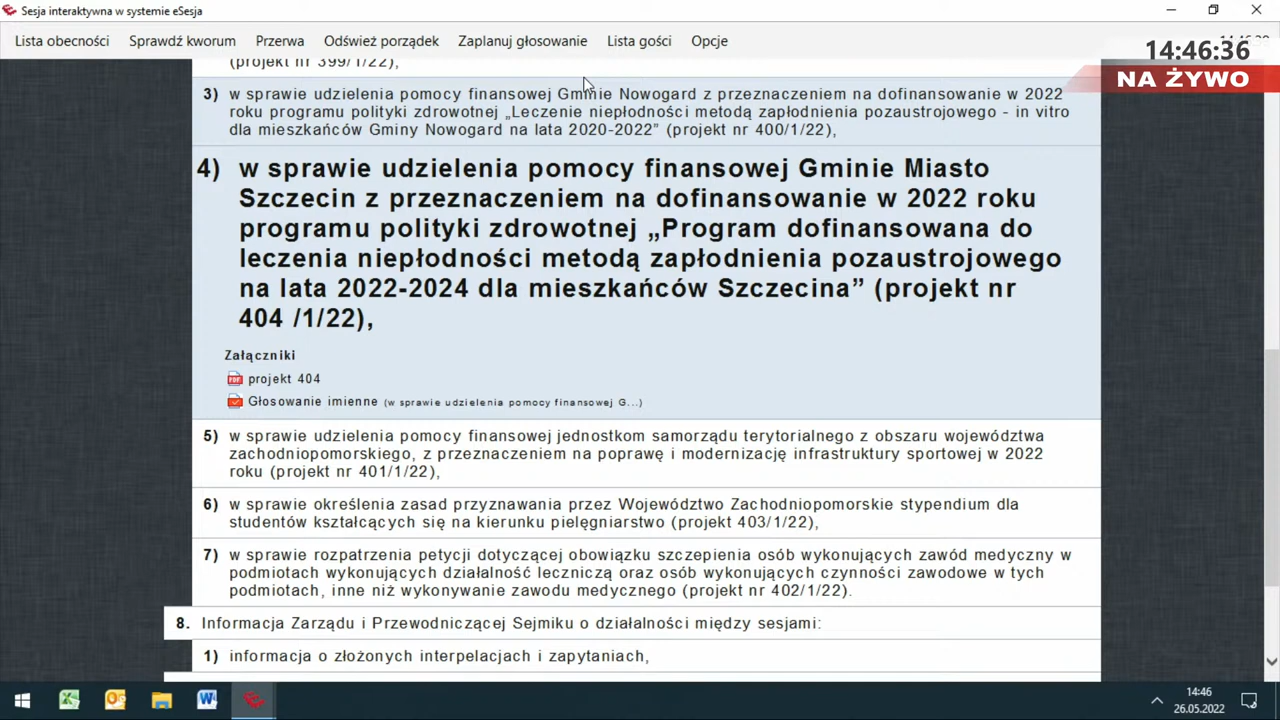 Sesja interaktywna w systemie eSesja
Lista obecności Sprawdź kworum Przerwa Odśwież porządek Zaplanuj głosowanie Lista gości Opcje
14:46:36
NA ŻYWO
(projekt nr 399/1/22),
3) w sprawie udzielenia pomocy finansowej Gminie Nowogard z przeznaczeniem na dofinansowanie w 2022
roku programu polityki zdrowotnej „Leczenie niepłodności metodą zapłodnienia pozaustrojowego - in vitro
dla mieszkańców Gminy Nowogard na lata 2020-2022” (projekt nr 400/1/22),
4) w sprawie udzielenia pomocy finansowej Gminie Miasto
Szczecin z przeznaczeniem na dofinansowanie w 2022 roku
programu polityki zdrowotnej „Program dofinansowana do
leczenia niepłodności metodą zapłodnienia pozaustrojowego
na lata 2022-2024 dla mieszkańców Szczecina” (projekt nr
404 /1/22),
Załączniki
projekt 404
Głosowanie imienne (w sprawie udzielenia pomocy finansowej G...)
5) w sprawie udzielenia pomocy finansowej jednostkom samorządu terytorialnego z obszaru województwa
zachodniopomorskiego, z przeznaczeniem na poprawę i modernizację infrastruktury sportowej w 2022
roku (projekt nr 401/1/22),
6) w sprawie określenia zasad przyznawania przez Województwo Zachodniopomorskie stypendium dla
studentów kształcących się na kierunku pielęgniarstwo (projekt 403/1/22),
7) w sprawie rozpatrzenia petycji dotyczącej obowiązku szczepienia osób wykonujących zawód medyczny w
podmiotach wykonujących działalność leczniczą oraz osób wykonujących czynności zawodowe w tych
podmiotach, inne niż wykonywanie zawodu medycznego (projekt nr 402/1/22).
8. Informacja Zarządu i Przewodniczącej Sejmiku o działalności między sesjami:
1) informacja o złożonych interpelacjach i zapytaniach,
14:46
26.05.2022